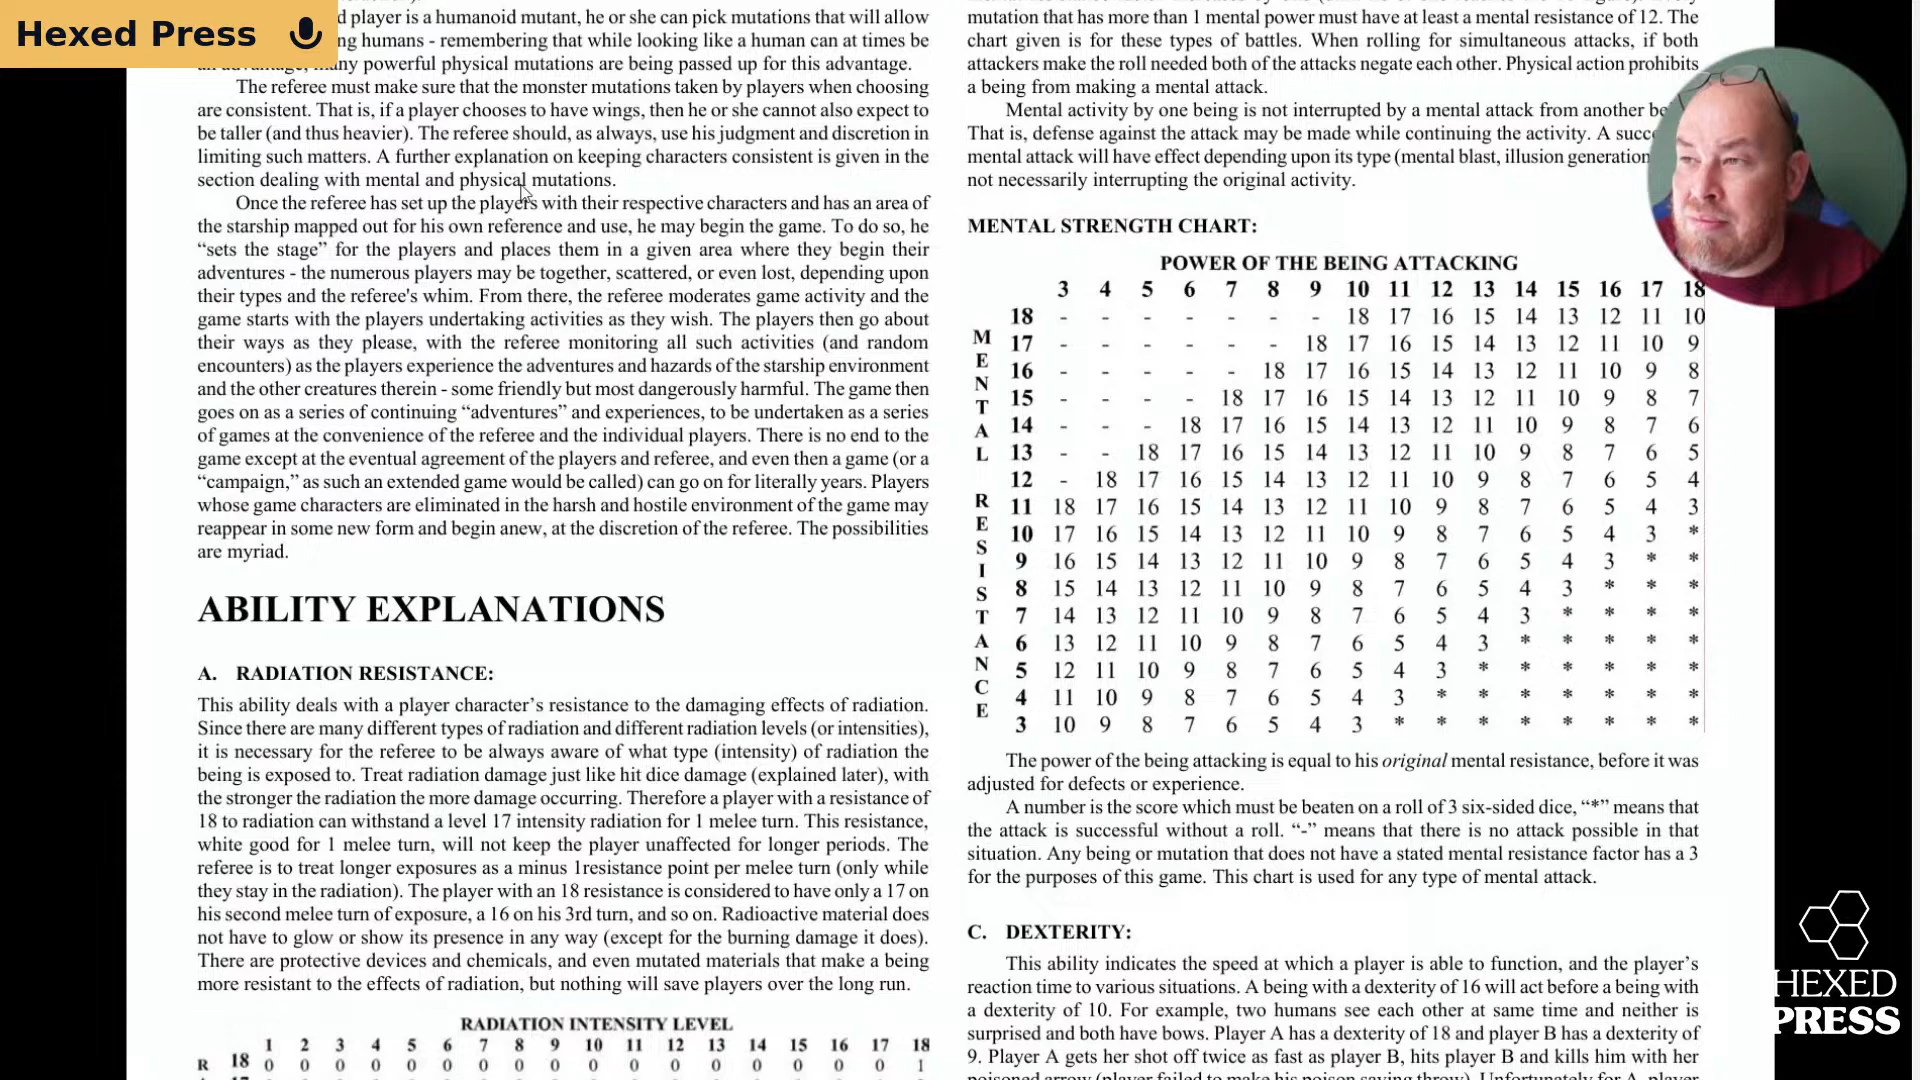 Hexed Press
d player is a humanoid mutant, he or she can pick mutations that will allow
ng humans - remembering that while looking like a human can at times be
many powerful physical mutations are being passed up for this advantage.
The referee must make sure that the monster mutations taken by players when choosing
are consistent. That is, if a player chooses to have wings, then he or she cannot also expect to
be taller (and thus heavier). The referee should, as always, use his judgment and discretion in
limiting such matters. A further explanation on keeping characters consistent is given in the
section dealing with mental and physical mutations.
Once the referee has set up the players with their respective characters and has an area of
the starship mapped out for his own reference and use, he may begin the game. To do so, he
“sets the stage” for the players and places them in a given area where they begin their
adventures - the numerous players may be together, scattered, or even lost, depending upon
their types and the referee's whim. From there, the referee moderates game activity and the
game starts with the players undertaking activities as they wish. The players then go about
their ways as they please, with the referee monitoring all such activities (and random
encounters) as the players experience the adventures and hazards of the starship environment
and the other creatures therein - some friendly but most dangerously harmful. The game then
goes on as a series of continuing “adventures” and experiences, to be undertaken as a series
of games at the convenience of the referee and the individual players. There is no end to the
game except at the eventual agreement of the players and referee, and even then a game (or a
“campaign,” as such an extended game would be called) can go on for literally years. Players
whose game characters are eliminated in the harsh and hostile environment of the game may
reappear in some new form and begin anew, at the discretion of the referee. The possibilities
are myriad.
ABILITY EXPLANATIONS
A. RADIATION RESISTANCE:
This ability deals with a player character’s resistance to the damaging effects of radiation.
Since there are many different types of radiation and different radiation levels (or intensities),
it is necessary for the referee to be always aware of what type (intensity) of radiation the
being is exposed to. Treat radiation damage just like hit dice damage (explained later), with
the stronger the radiation the more damage occurring. Therefore a player with a resistance of
18 to radiation can withstand a level 17 intensity radiation for 1 melee turn. This resistance,
white good for 1 melee turn, will not keep the player unaffected for longer periods. The
referee is to treat longer exposures as a minus 1resistance point per melee turn (only while
they stay in the radiation). The player with an 18 resistance is considered to have only a 17 on
his second melee turn of exposure, a 16 on his 3rd turn, and so on. Radioactive material does
not have to glow or show its presence in any way (except for the burning damage it does).
There are protective devices and chemicals, and even mutated materials that make a being
more resistant to the effects of radiation, but nothing will save players over the long run.
RADIATION INTENSITY LEVEL
1 2 3 4 5 6 7 8 9 10 11 12 13 14 15 16 17 18
R 18 0 0 0 0 0 0 0 0 0 0 0 0 0 0 0 0 0 1
mutation that has more than 1 mental power must have at least a mental resistance of 12. The
chart given is for these types of battles. When rolling for simultaneous attacks, if both
attackers make the roll needed both of the attacks negate each other. Physical action prohibits
a being from making a mental attack.
Mental activity by one being is not interrupted by a mental attack from another be
That is, defense against the attack may be made while continuing the activity. A succ
mental attack will have effect depending upon its type (mental blast, illusion generation
not necessarily interrupting the original activity.
MENTAL STRENGTH CHART:
POWER OF THE BEING ATTACKING
3 4 5 6 7 8 9 10 11 12 13 14 15 16 17 18
MENTAL RESISTANCE
18 - - - - - - - 18 17 16 15 14 13 12 11 10
17 - - - - - - 18 17 16 15 14 13 12 11 10 9
16 - - - - - 18 17 16 15 14 13 12 11 10 9 8
15 - - - - 18 17 16 15 14 13 12 11 10 9 8 7
14 - - - 18 17 16 15 14 13 12 11 10 9 8 7 6
13 - - 18 17 16 15 14 13 12 11 10 9 8 7 6 5
12 - 18 17 16 15 14 13 12 11 10 9 8 7 6 5 4
11 18 17 16 15 14 13 12 11 10 9 8 7 6 5 4 3
10 17 16 15 14 13 12 11 10 9 8 7 6 5 4 3 *
9 16 15 14 13 12 11 10 9 8 7 6 5 4 3 * *
8 15 14 13 12 11 10 9 8 7 6 5 4 3 * * *
7 14 13 12 11 10 9 8 7 6 5 4 3 * * * *
6 13 12 11 10 9 8 7 6 5 4 3 * * * * *
5 12 11 10 9 8 7 6 5 4 3 * * * * * *
4 11 10 9 8 7 6 5 4 3 * * * * * * *
3 10 9 8 7 6 5 4 3 * * * * * * * *
The power of the being attacking is equal to his original mental resistance, before it was
adjusted for defects or experience.
A number is the score which must be beaten on a roll of 3 six-sided dice, “*” means that
the attack is successful without a roll. “-” means that there is no attack possible in that
situation. Any being or mutation that does not have a stated mental resistance factor has a 3
for the purposes of this game. This chart is used for any type of mental attack.
C. DEXTERITY:
This ability indicates the speed at which a player is able to function, and the player’s
reaction time to various situations. A being with a dexterity of 16 will act before a being with
a dexterity of 10. For example, two humans see each other at same time and neither is
surprised and both have bows. Player A has a dexterity of 18 and player B has a dexterity of
9. Player A gets her shot off twice as fast as player B, hits player B and kills him with her
poisoned arrow (player failed to make his poison saving throw). Unfortunately for A, player
HEXED
PRESS